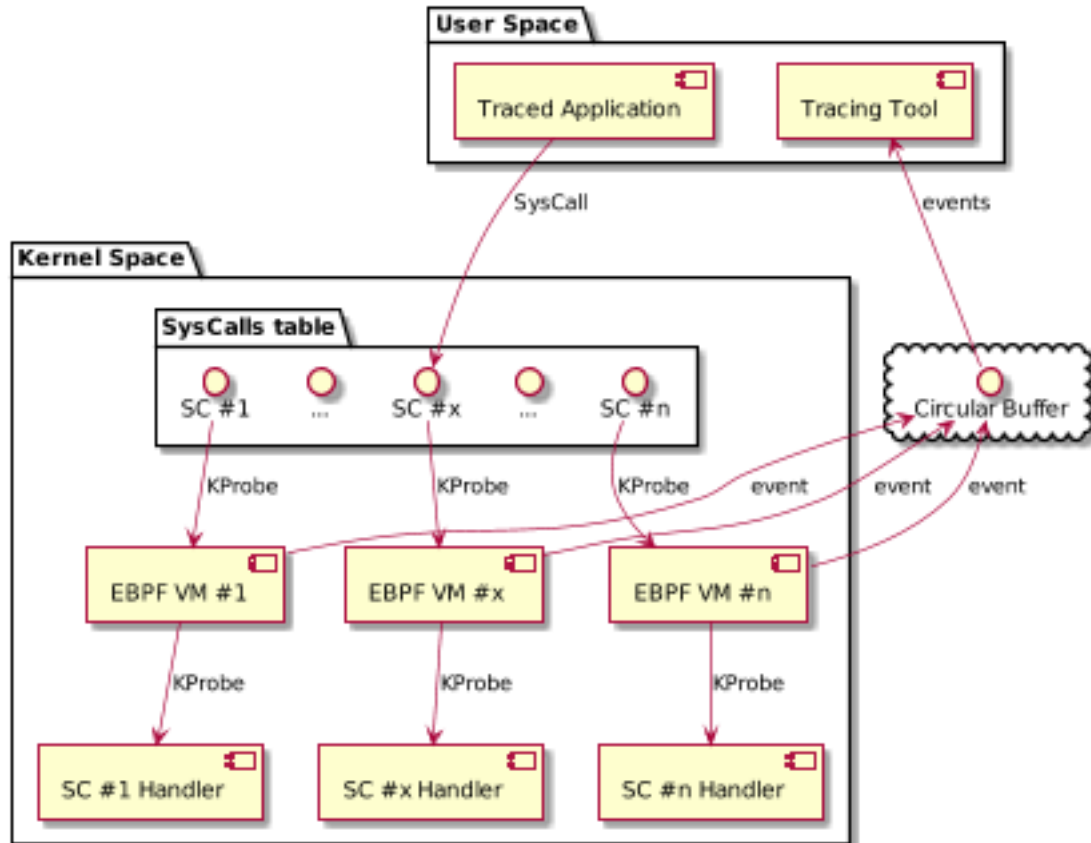 User Space
Traced Application
Tracing Tool
SysCall
events
Kernel Space
SysCalls table
SC #1
...
SC #x
...
SC #n
Circular Buffer
KProbe
KProbe
KProbe
event
event
event
EBPF VM #1
EBPF VM #x
EBPF VM #n
KProbe
KProbe
KProbe
SC #1 Handler
SC #x Handler
SC #n Handler